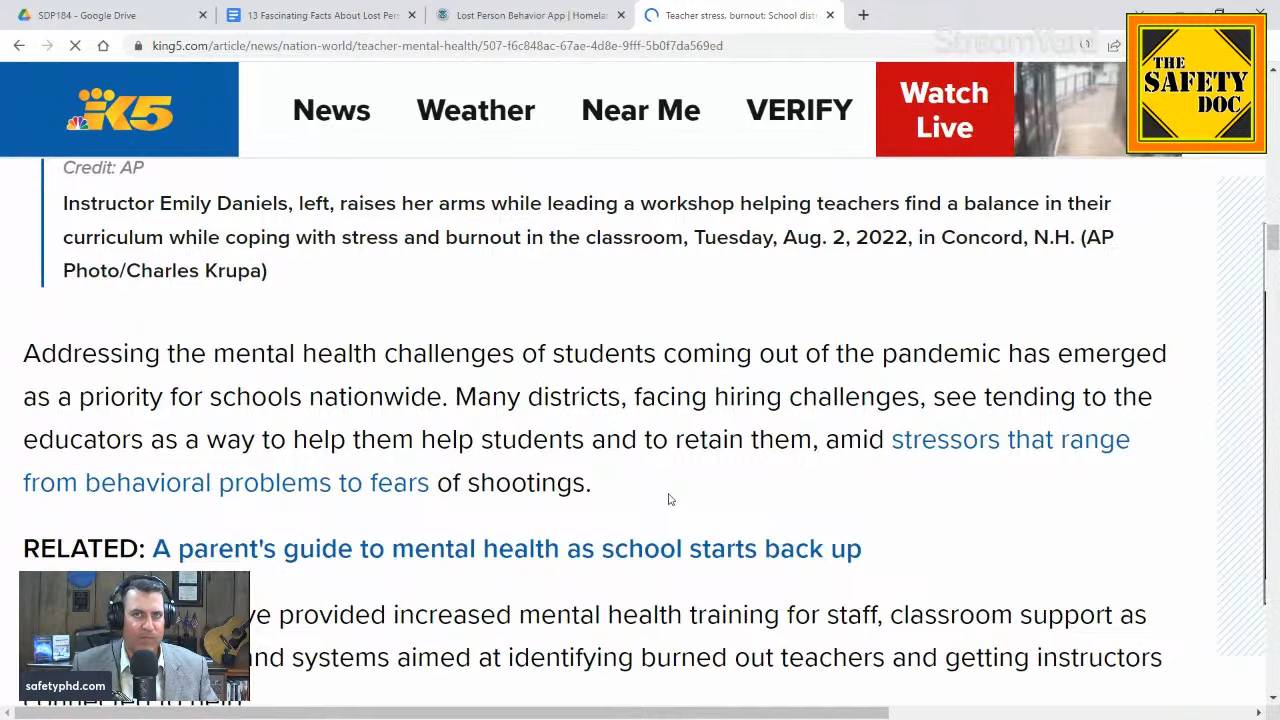 SDP184 - Google Drive
13 Fascinating Facts About Lost Pe
Lost Person Behavior App | Homela
Teacher stress, burnout: School dist
StreamYard
king5.com/article/news/nation-world/teacher-mental-health/507-f6c848ac-67ae-4d8e-9fff-5b0f7da569ed
THE
SAFETY
DOC
K5
News
Weather
Near Me
VERIFY
Watch
Live
Credit: AP
Instructor Emily Daniels, left, raises her arms while leading a workshop helping teachers find a balance in their
curriculum while coping with stress and burnout in the classroom, Tuesday, Aug. 2, 2022, in Concord, N.H. (AP
Photo/Charles Krupa)
Addressing the mental health challenges of students coming out of the pandemic has emerged
as a priority for schools nationwide. Many districts, facing hiring challenges, see tending to the
educators as a way to help them help students and to retain them, amid stressors that range
from behavioral problems to fears of shootings.
RELATED: A parent's guide to mental health as school starts back up
ve provided increased mental health training for staff, classroom support as
nd systems aimed at identifying burned out teachers and getting instructors
connected to help
safetyphd.com